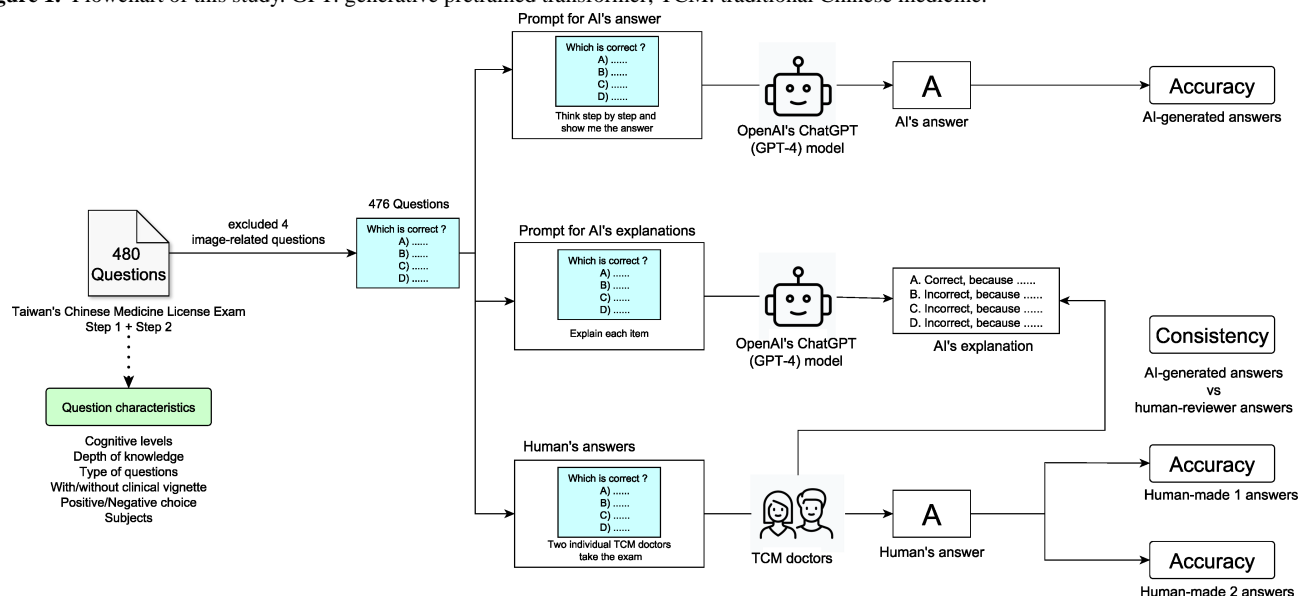 Figure 1. Flowchart of this study. GPT: generative pretrained transformer; TCM: traditional Chinese medicine.
Prompt for AI's answer
Which is correct ?
A) ......
B) ......
C) ......
D) ......
Think step by step and
show me the answer
OpenAI's ChatGPT
(GPT-4) model
A
AI's answer
Accuracy
AI-generated answers
480
Questions
Taiwan's Chinese Medicine License Exam
Step 1 + Step 2
excluded 4
image-related questions
476 Questions
Which is correct ?
A) ......
B) ......
C) ......
D) ......
Prompt for AI's explanations
Which is correct ?
A) ......
B) ......
C) ......
D) ......
Explain each item
OpenAI's ChatGPT
(GPT-4) model
A. Correct, because ......
B. Incorrect, because ......
C. Incorrect, because ......
D. Incorrect, because ......
AI's explanation
Consistency
AI-generated answers
vs
human-reviewer answers
Question characteristics
Cognitive levels
Depth of knowledge
Type of questions
With/without clinical vignette
Positive/Negative choice
Subjects
Human's answers
Which is correct ?
A) ......
B) ......
C) ......
D) ......
Two individual TCM doctors
take the exam
TCM doctors
A
Human's answer
Accuracy
Human-made 1 answers
Accuracy
Human-made 2 answers